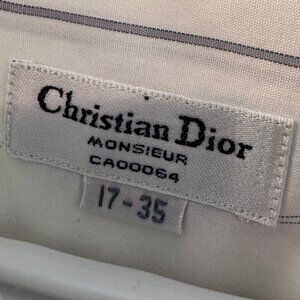 Christian Dior
MONSIEUR
CA00064
17-35